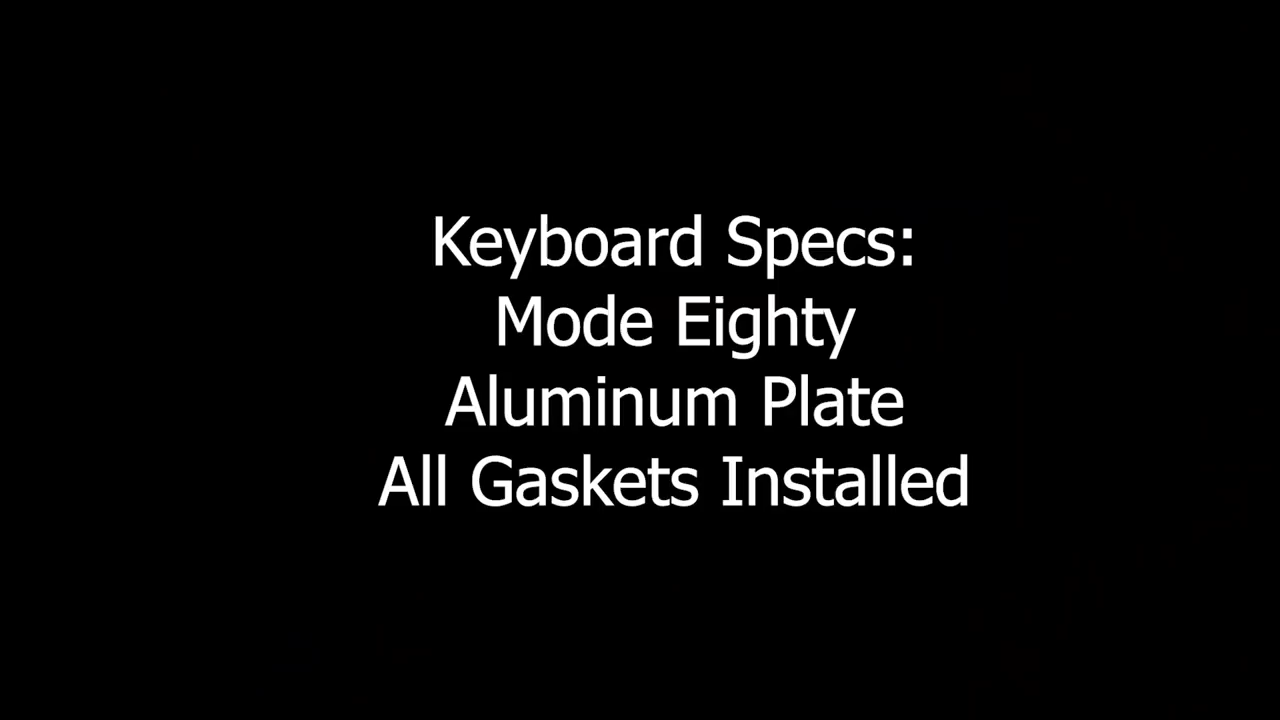 Keyboard Specs:
Mode Eighty
Aluminum Plate
All Gaskets Installed